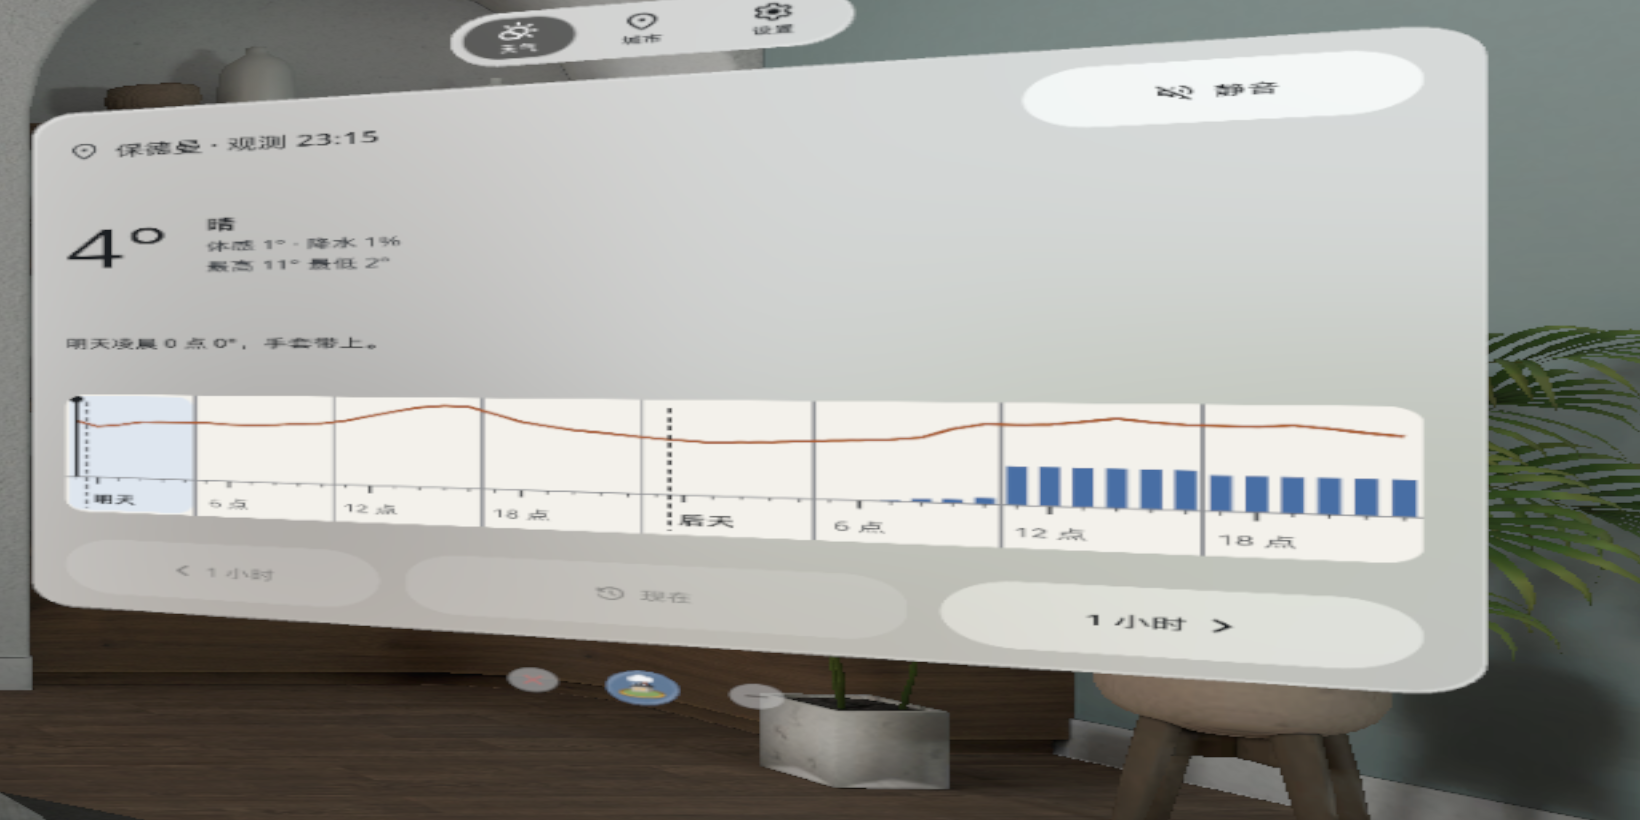 天气
城市
设置
静音
保德曼 · 观测 23:15
4°
晴
体感 1° · 降水 1%
最高 11° 最低 2°
明天凌晨 0 点 0°，手套带上。
明天
6 点
12 点
18 点
后天
6 点
12 点
18 点
< 1 小时
现在
1 小时 >